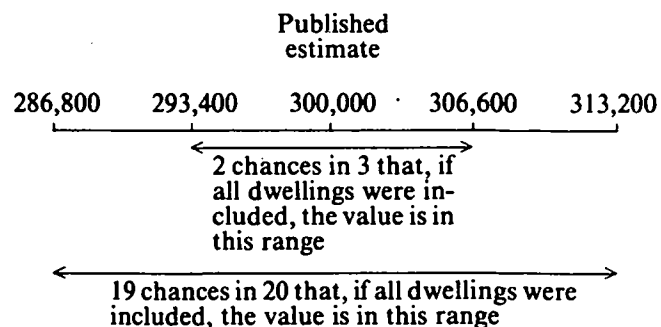 Published
estimate
286,800 293,400 300,000 306,600 313,200
2 chances in 3 that, if
all dwellings were in-
cluded, the value is in
this range
19 chances in 20 that, if all dwellings were
included, the value is in this range